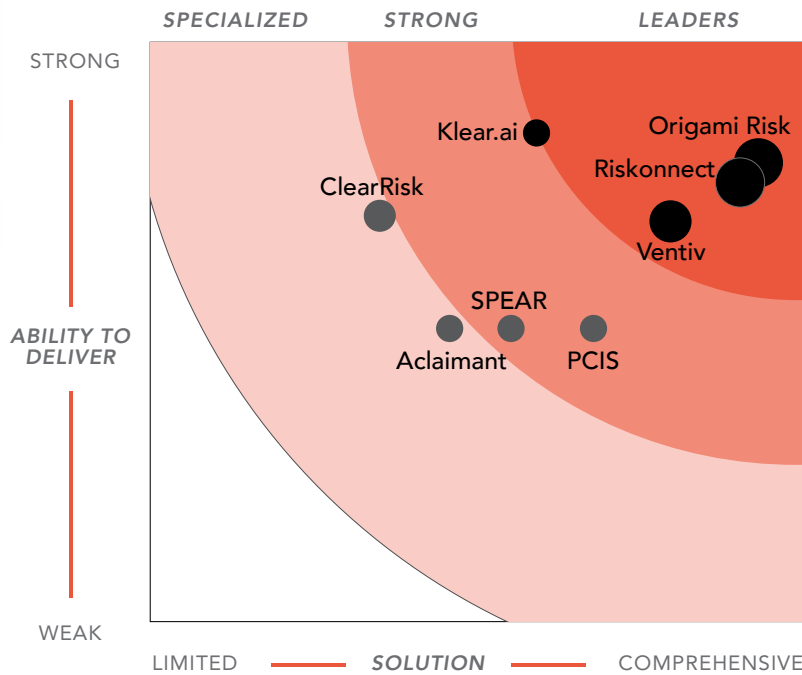 SPECIALIZED
STRONG
LEADERS
STRONG
Klear.ai
Origami Risk
Riskonnect
ClearRisk
Ventiv
SPEAR
ABILITY TO
DELIVER
Aclaimant
PCIS
WEAK
LIMITED
SOLUTION
COMPREHENSIVE